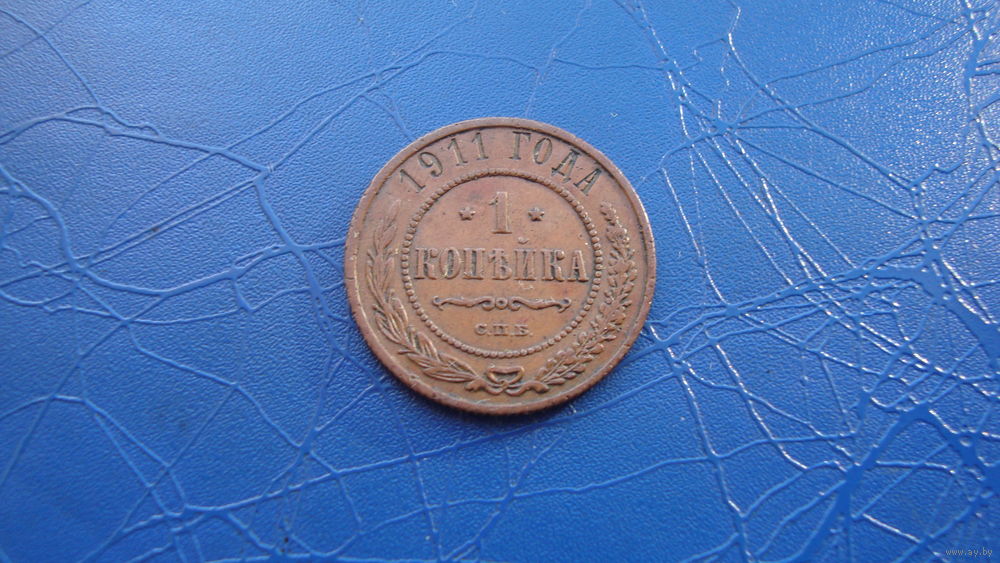 1911 ГОДА
* 1 *
КОПѢЙКА
С.П.Б.
www.ay.by